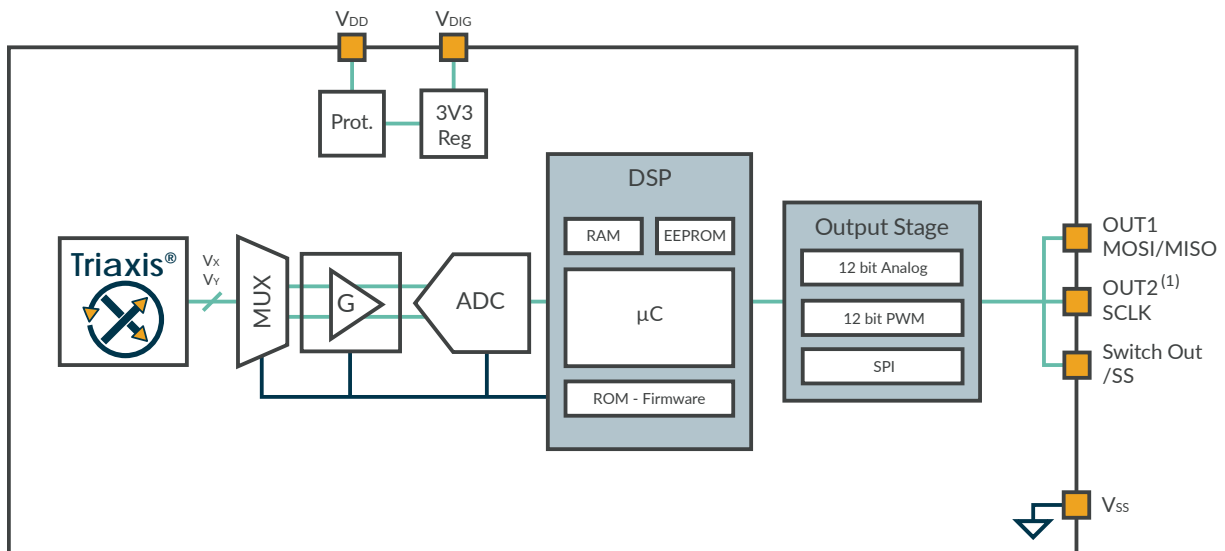 VDD
VDIG
Prot.
3V3
Reg
Triaxis®
VX
VY
MUX
G
ADC
DSP
RAM
EEPROM
µC
ROM - Firmware
Output Stage
12 bit Analog
12 bit PWM
SPI
OUT1
MOSI/MISO
OUT2(1)
SCLK
Switch Out
/SS
VSS